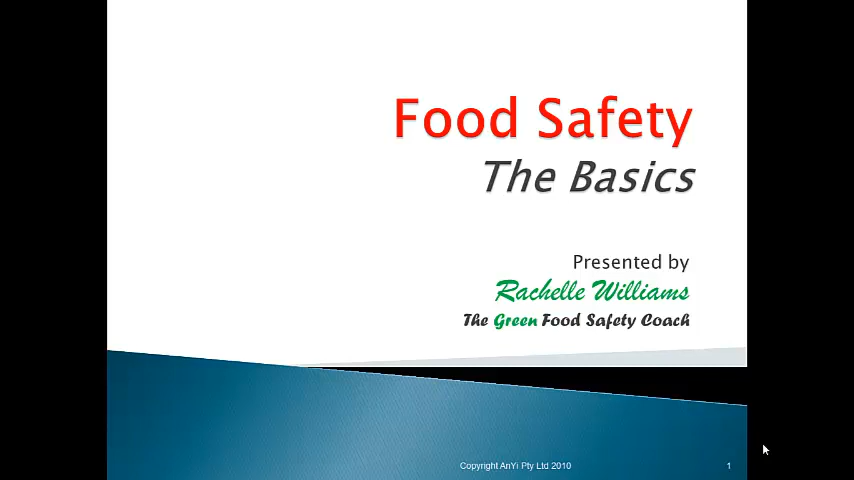 Food Safety
The Basics
Presented by
Rachelle Williams
The Green Food Safety Coach
Copyright AnYi Pty Ltd 2010
1